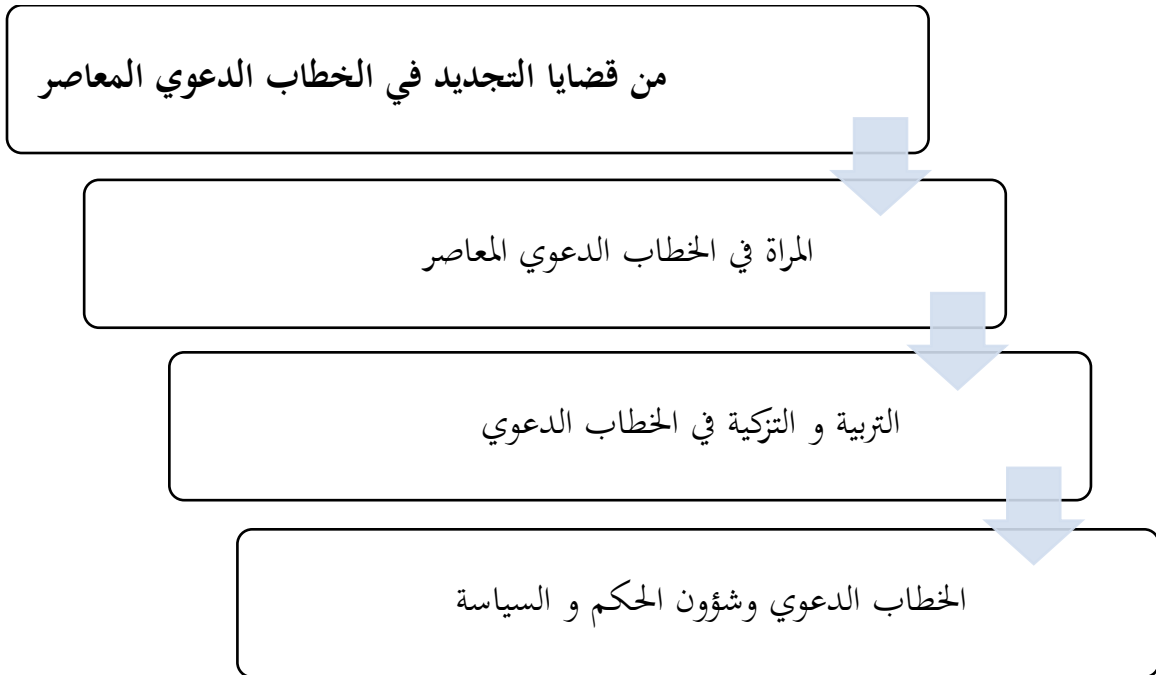 من قضايا التجديد في الخطاب الدعوي المعاصر
المراة في الخطاب الدعوي المعاصر
التربية و التزكية في الخطاب الدعوي
الخطاب الدعوي وشؤون الحكم و السياسة